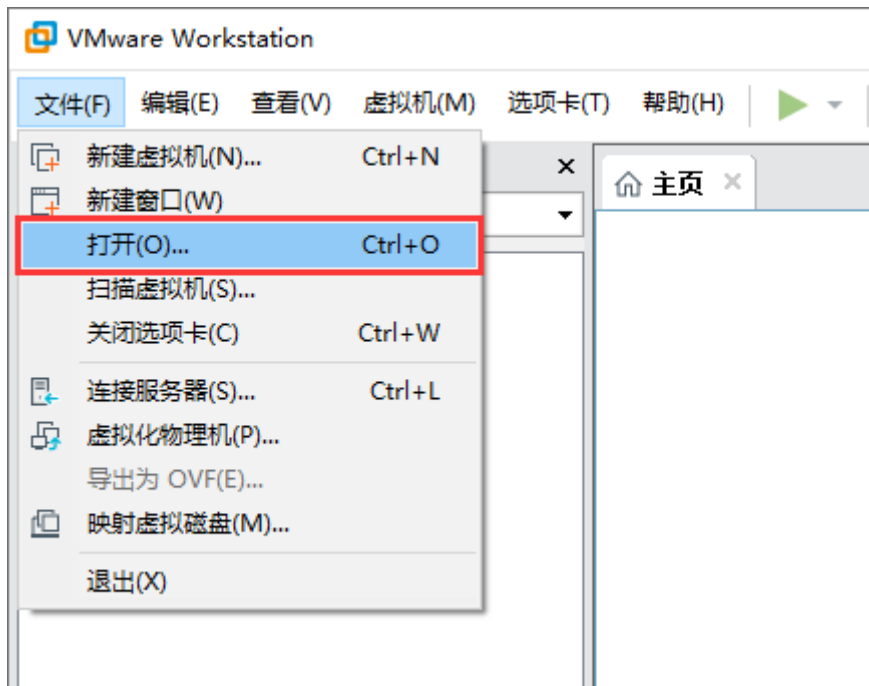 VMware Workstation
文件(F) 编辑(E) 查看(V) 虚拟机(M) 选项卡(T) 帮助(H)
新建虚拟机(N)... Ctrl+N
主页
新建窗口(W)
打开(O)... Ctrl+O
扫描虚拟机(S)...
关闭选项卡(C) Ctrl+W
连接服务器(S)... Ctrl+L
虚拟化物理机(P)...
导出为 OVF(E)...
映射虚拟磁盘(M)...
退出(X)